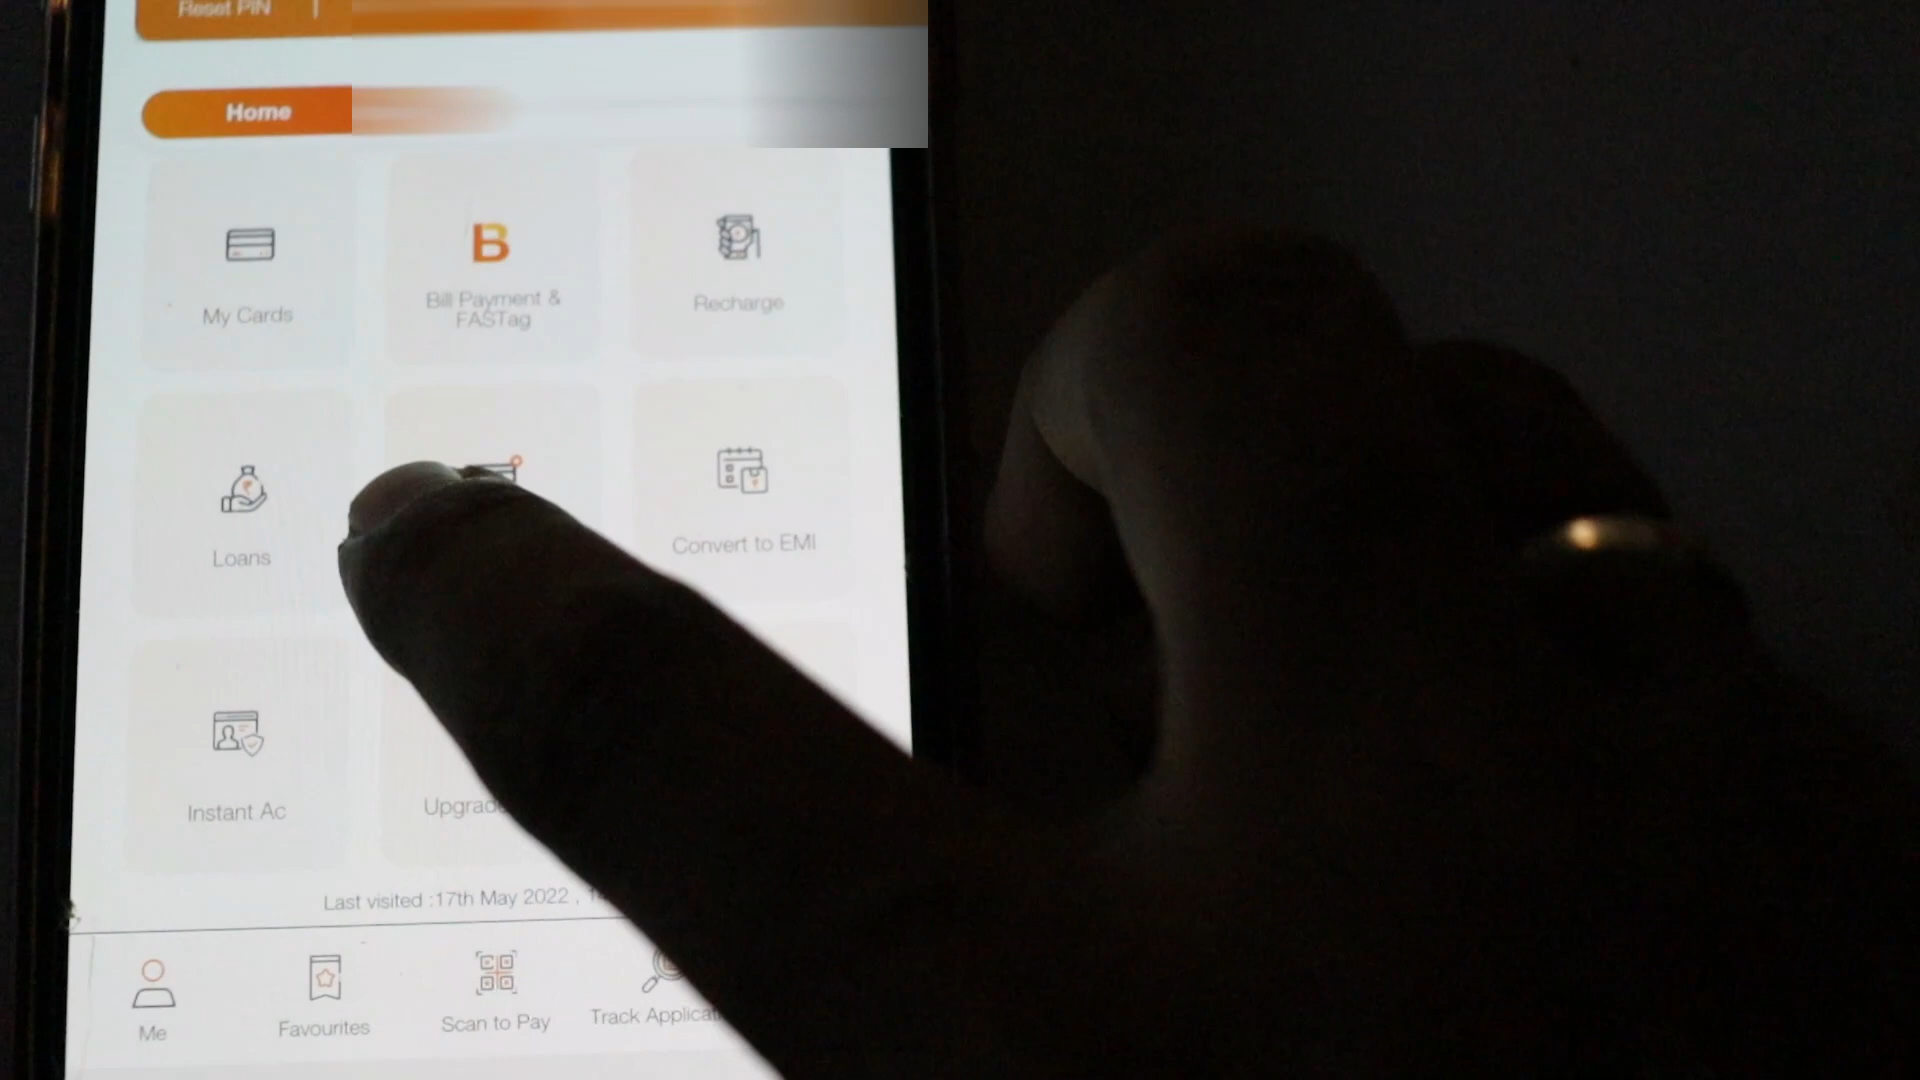 Reset PIN
Home
My Cards
B
Bill Payment &
FASTag
Recharge
Loans
Convert to EMI
Instant Ac
Last visited :17th May 2022 ,
Me
Favourites
Scan to Pay
Track